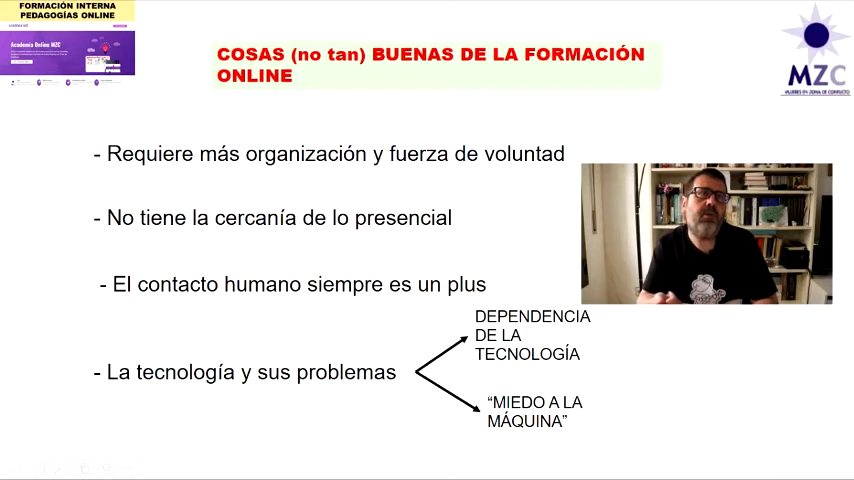 FORMACIÓN INTERNA
PEDAGOGÍAS ONLINE
Academia Online MZC
COSAS (no tan) BUENAS DE LA FORMACIÓN
ONLINE
MZC
MUJERES EN ZONA DE CONFLICTO
- Requiere más organización y fuerza de voluntad
- No tiene la cercanía de lo presencial
- El contacto humano siempre es un plus
- La tecnología y sus problemas
DEPENDENCIA
DE LA
TECNOLOGÍA
“MIEDO A LA
MÁQUINA”